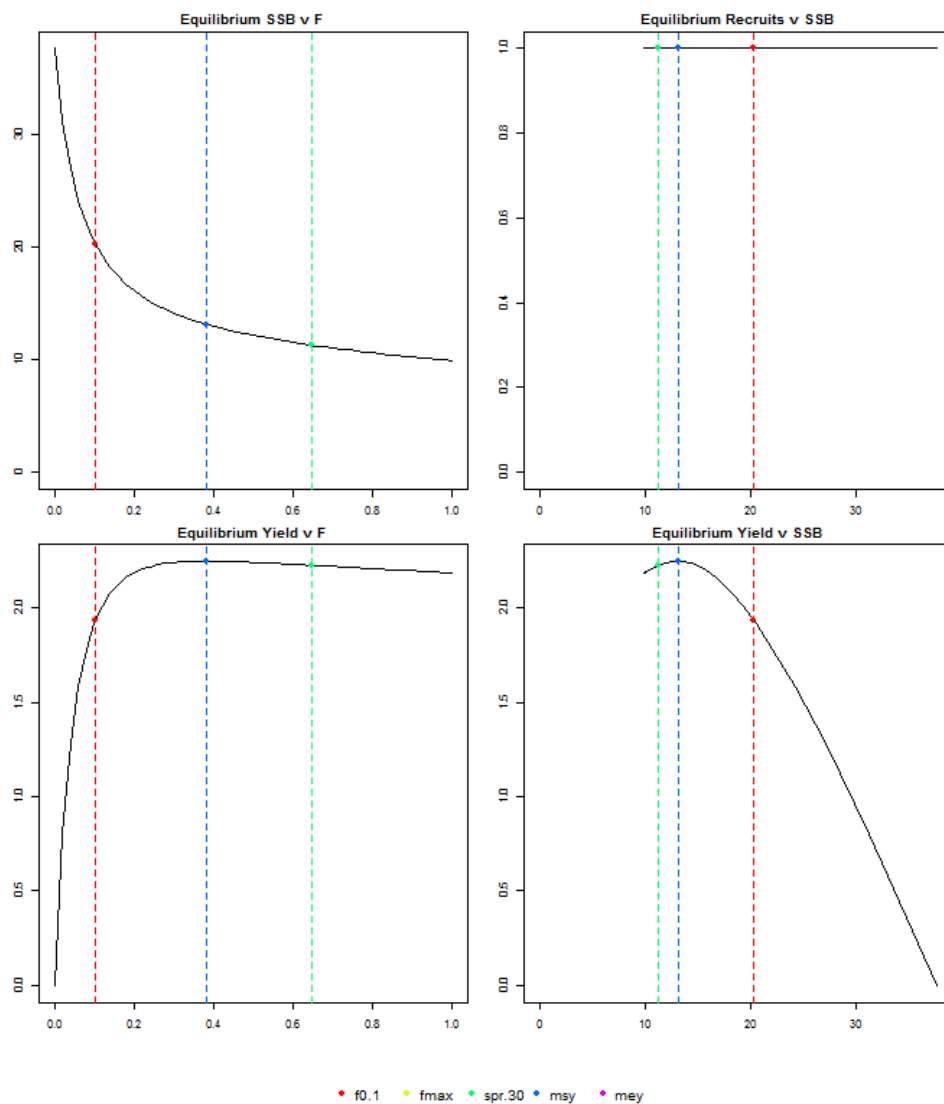 Equilibrium SSB v F
Equilibrium Recruits v SSB
30
20
10
0
0.0 0.2 0.4 0.6 0.8 1.0
1.0
0.8
0.6
0.4
0.2
0.0
0 10 20 30
Equilibrium Yield v F
Equilibrium Yield v SSB
2.0
1.5
1.0
0.5
0.0
0.0 0.2 0.4 0.6 0.8 1.0
2.0
1.5
1.0
0.5
0.0
0 10 20 30
f0.1 fmax spr.30 msy mey